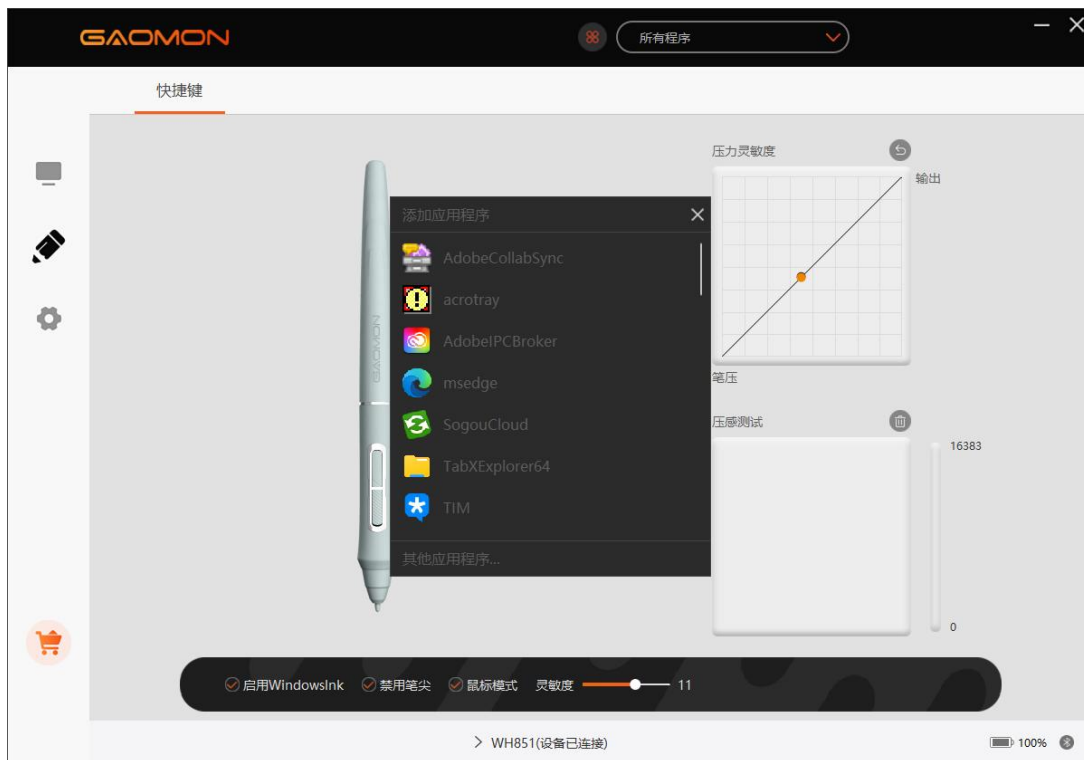 GAOMON
所有程序
快捷键
压力灵敏度
输出
添加应用程序
AdobeCollabSync
acrotray
AdobeIPCBroker
msedge
SogouCloud
TabXExplorer64
TIM
其他应用程序...
GAOMON
笔压
压感测试
16383
0
启用WindowsInk 禁用笔尖 鼠标模式 灵敏度 11
WH851(设备已连接)
100%